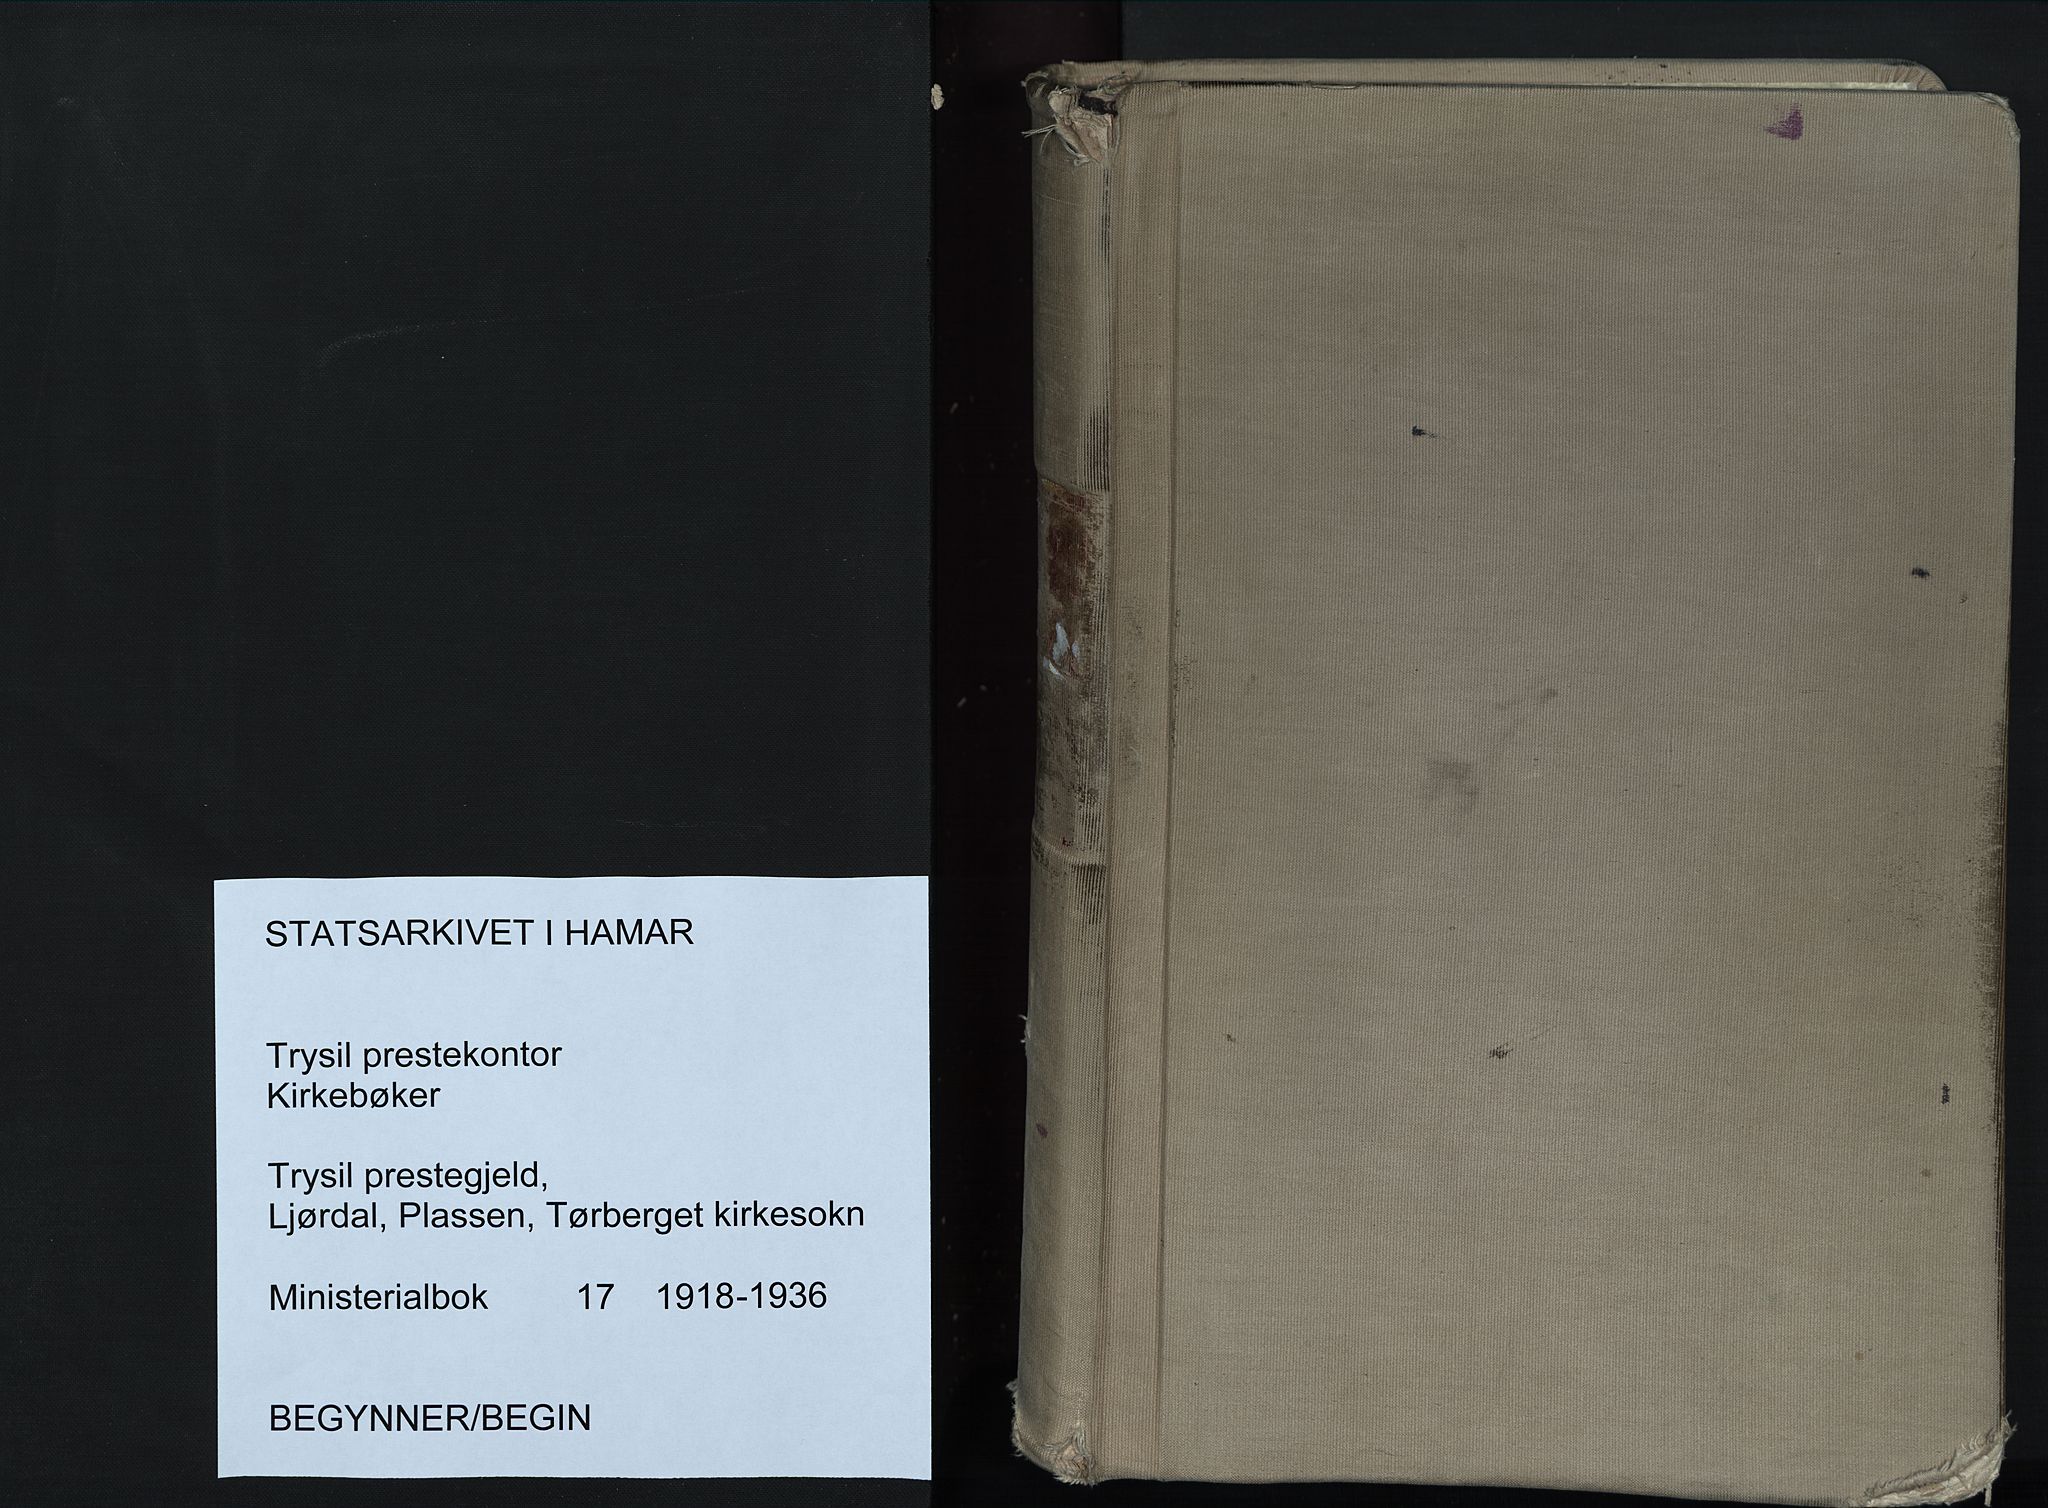 STATSARKIVET I HAMAR
Trysil prestekontor
Kirkebøker
Trysil prestegjeld,
Ljørdal, Plassen, Tørberget kirkesokn
Ministerialbok 17 1918-1936
BEGYNNER/BEGIN